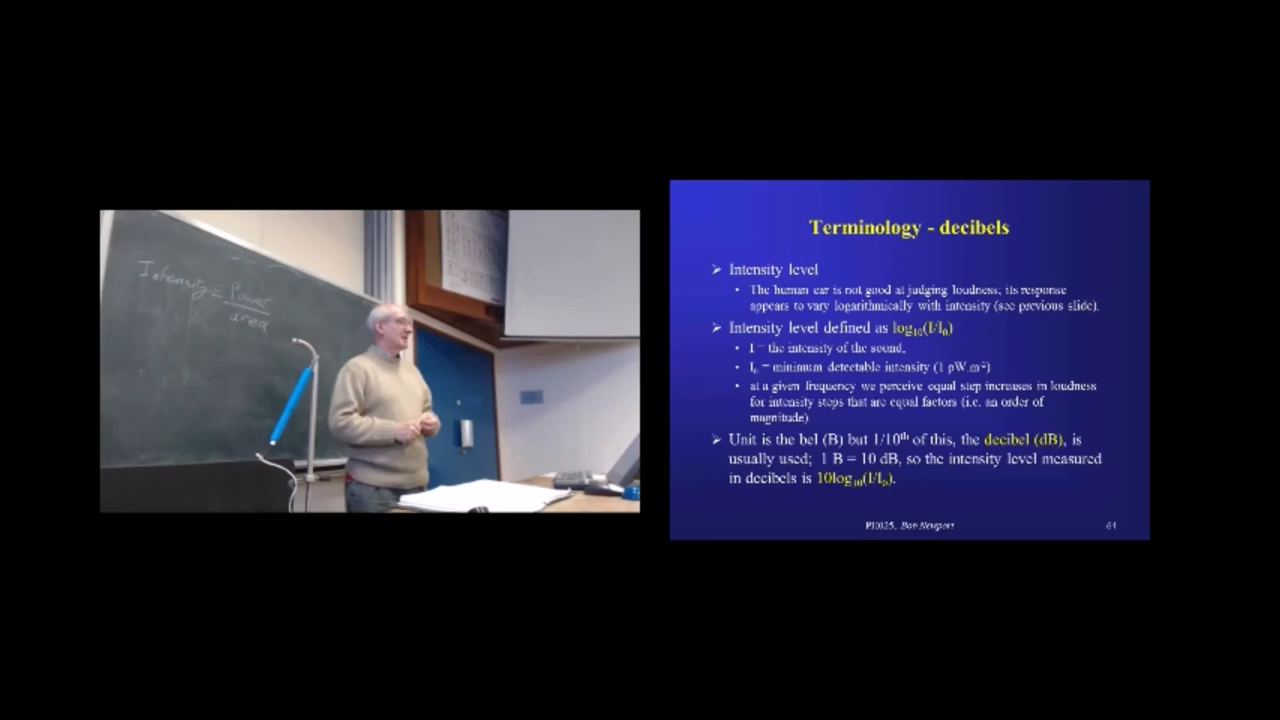 Intensity = Power
area
Terminology - decibels
➢ Intensity level
• The human ear is not good at judging loudness; its response
appears to vary logarithmically with intensity (see previous slide).
➢ Intensity level defined as log₁₀(I/I₀)
• I = the intensity of the sound,
• I₀ = minimum detectable intensity (1 pW.m⁻²)
• at a given frequency we perceive equal step increases in loudness
for intensity steps that are equal factors (i.e. an order of
magnitude)
➢ Unit is the bel (B) but 1/10ᵗʰ of this, the decibel (dB), is
usually used; 1 B = 10 dB, so the intensity level measured
in decibels is 10log₁₀(I/I₀).
PH025, Bob Newport
64